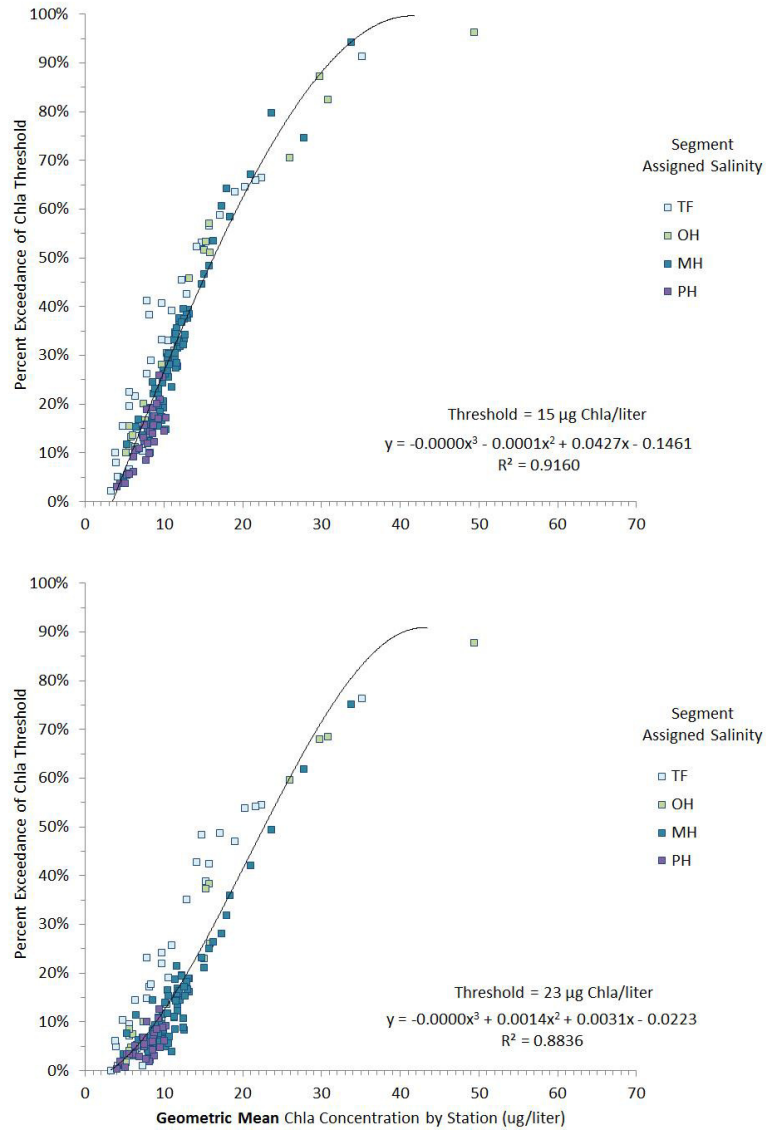 100%
90%
80%
70%
60%
50%
40%
30%
20%
10%
0%
Percent Exceedance of Chla Threshold
0 10 20 30 40 50 60 70
Segment
Assigned Salinity
TF
OH
MH
PH
Threshold = 15 µg Chla/liter
y = -0.0000x³ - 0.0001x² + 0.0427x - 0.1461
R² = 0.9160
100%
90%
80%
70%
60%
50%
40%
30%
20%
10%
0%
Percent Exceedance of Chla Threshold
0 10 20 30 40 50 60 70
Segment
Assigned Salinity
TF
OH
MH
PH
Threshold = 23 µg Chla/liter
y = -0.0000x³ + 0.0014x² + 0.0031x - 0.0223
R² = 0.8836
Geometric Mean Chla Concentration by Station (ug/liter)